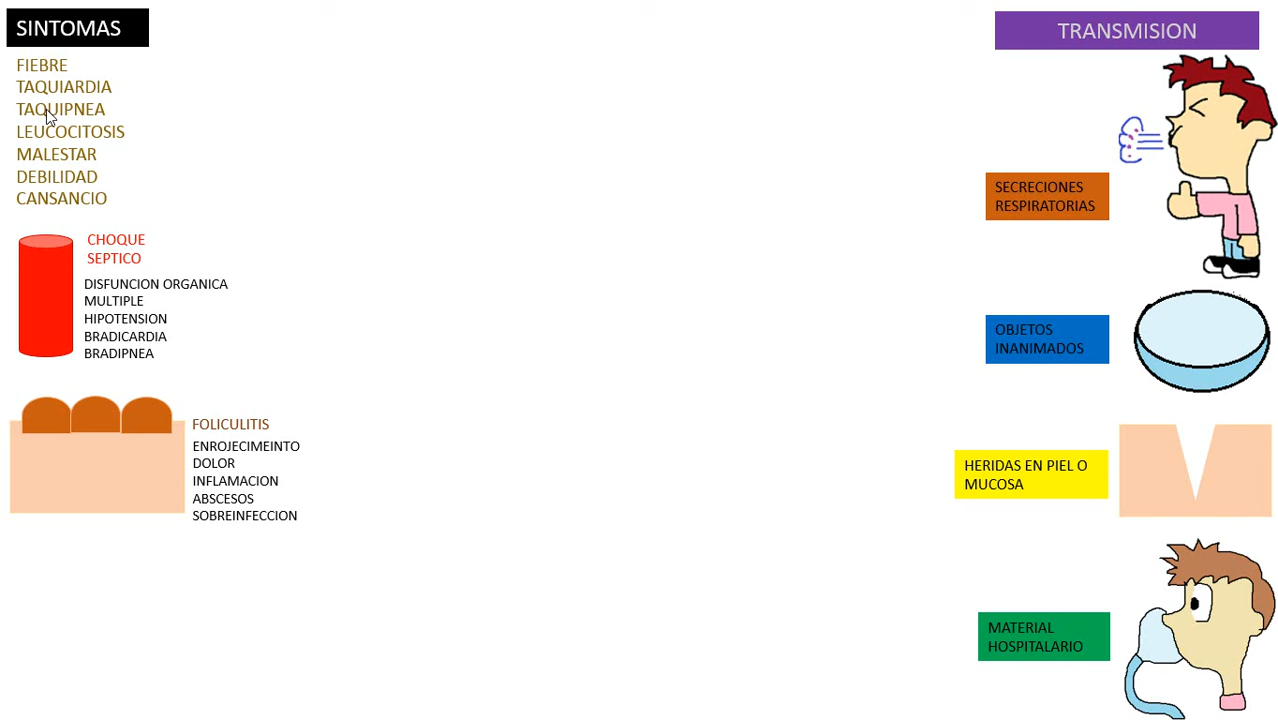 SINTOMAS
FIEBRE
TAQUIARDIA
TAQUIPNEA
LEUCOCITOSIS
MALESTAR
DEBILIDAD
CANSANCIO
CHOQUE
SEPTICO
DISFUNCION ORGANICA
MULTIPLE
HIPOTENSION
BRADICARDIA
BRADIPNEA
FOLICULITIS
ENROJECIMEINTO
DOLOR
INFLAMACION
ABSCESOS
SOBREINFECCION
TRANSMISION
SECRECIONES
RESPIRATORIAS
OBJETOS
INANIMADOS
HERIDAS EN PIEL O
MUCOSA
MATERIAL
HOSPITALARIO